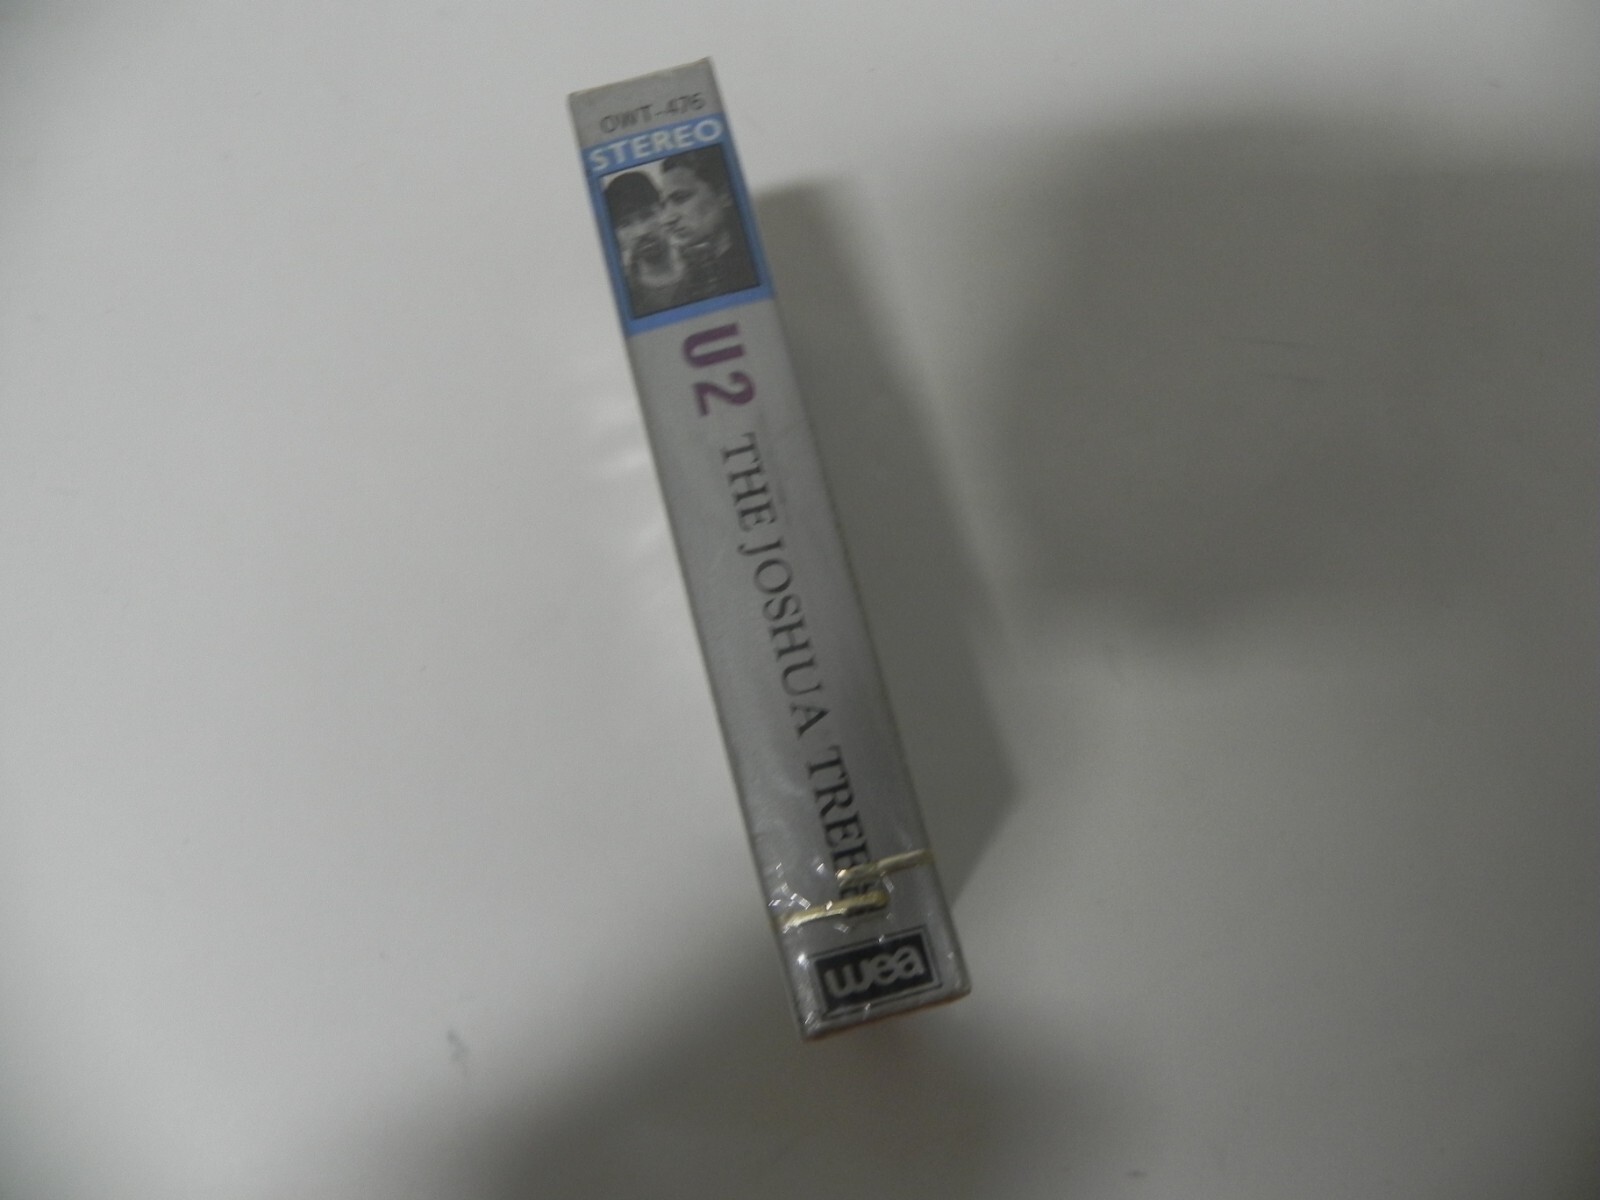 OWT-476
STEREO
U2 THE JOSHUA TREE
wea